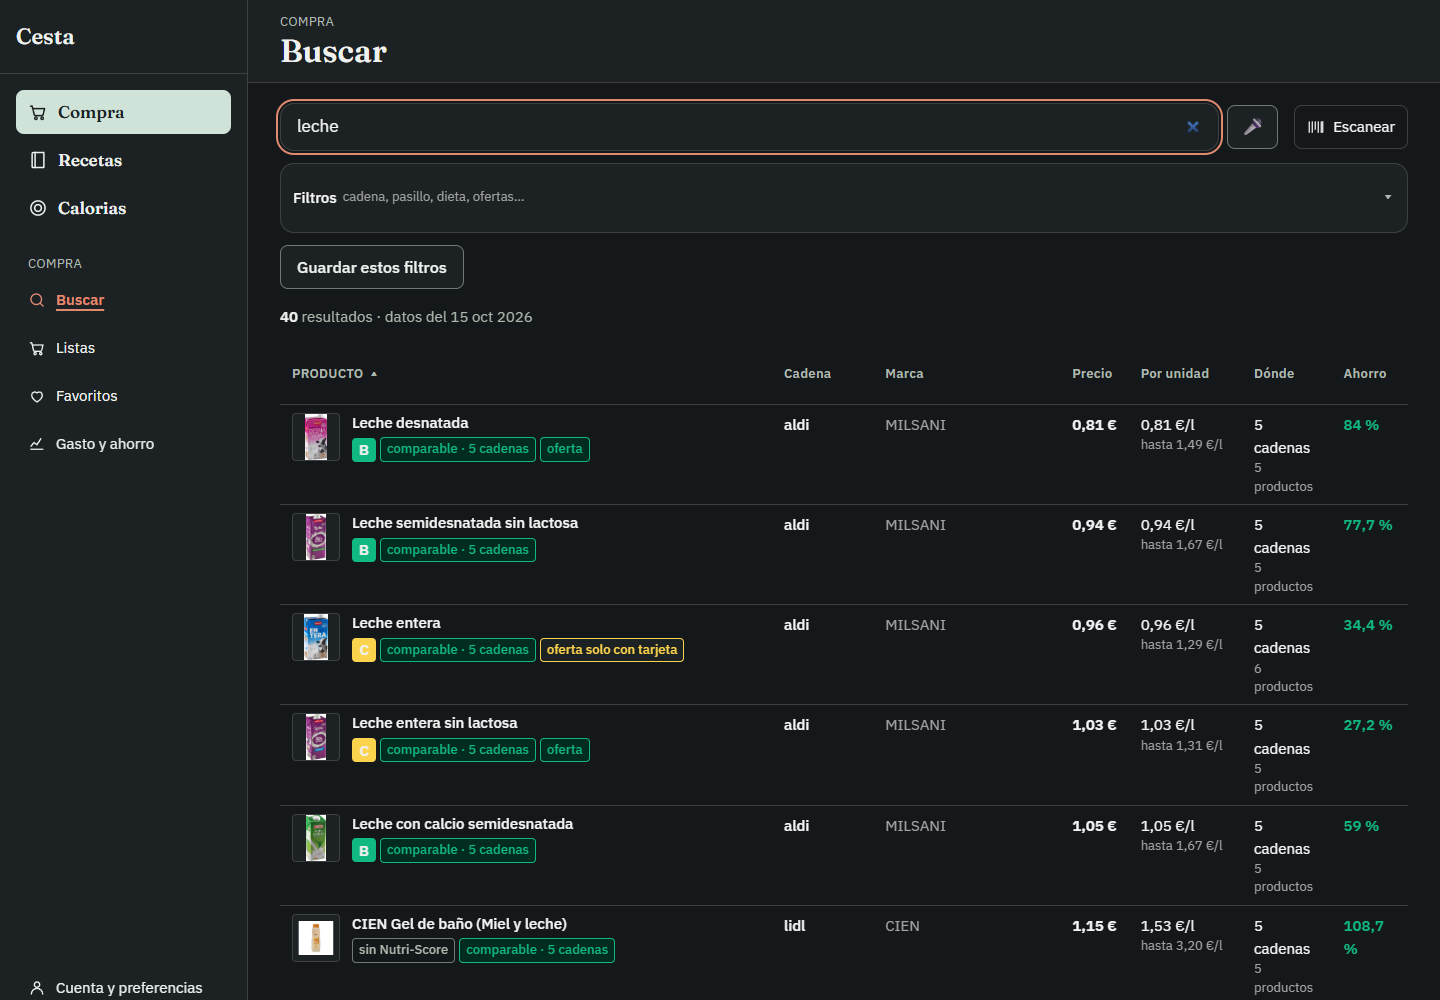 Cesta
Compra
Recetas
Calorias
COMPRA
Buscar
Listas
Favoritos
Gasto y ahorro
Cuenta y preferencias
COMPRA
Buscar
leche
Escanear
Filtros cadena, pasillo, dieta, ofertas...
Guardar estos filtros
40 resultados · datos del 15 oct 2026
PRODUCTO Cadena Marca Precio Por unidad Dónde Ahorro
Leche desnatada aldi MILSANI 0,81 € 0,81 €/l 5 84 %
B comparable · 5 cadenas oferta hasta 1,49 €/l cadenas
5
productos
Leche semidesnatada sin lactosa aldi MILSANI 0,94 € 0,94 €/l 5 77,7 %
B comparable · 5 cadenas hasta 1,67 €/l cadenas
5
productos
Leche entera aldi MILSANI 0,96 € 0,96 €/l 5 34,4 %
C comparable · 5 cadenas oferta solo con tarjeta hasta 1,29 €/l cadenas
6
productos
Leche entera sin lactosa aldi MILSANI 1,03 € 1,03 €/l 5 27,2 %
C comparable · 5 cadenas oferta hasta 1,31 €/l cadenas
5
productos
Leche con calcio semidesnatada aldi MILSANI 1,05 € 1,05 €/l 5 59 %
B comparable · 5 cadenas hasta 1,67 €/l cadenas
5
productos
CIEN Gel de baño (Miel y leche) lidl CIEN 1,15 € 1,53 €/l 5 108,7
sin Nutri-Score comparable · 5 cadenas hasta 3,20 €/l cadenas %
5
productos